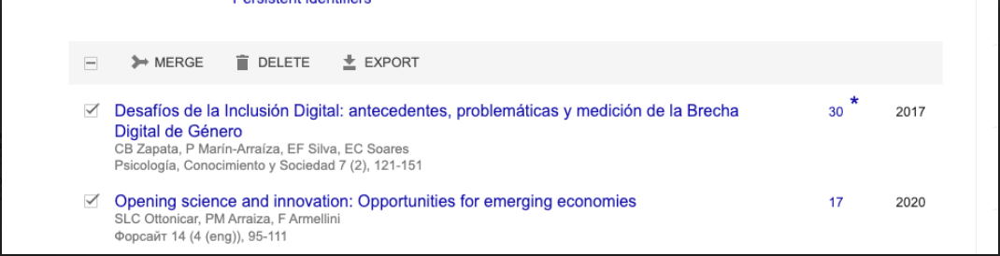 Persistent identifiers
MERGE DELETE EXPORT
Desafíos de la Inclusión Digital: antecedentes, problemáticas y medición de la Brecha 30 * 2017
Digital de Género
CB Zapata, P Marín-Arraíza, EF Silva, EC Soares
Psicología, Conocimiento y Sociedad 7 (2), 121-151
Opening science and innovation: Opportunities for emerging economies 17 2020
SLC Ottonicar, PM Arraiza, F Armellini
Форсайт 14 (4 (eng)), 95-111